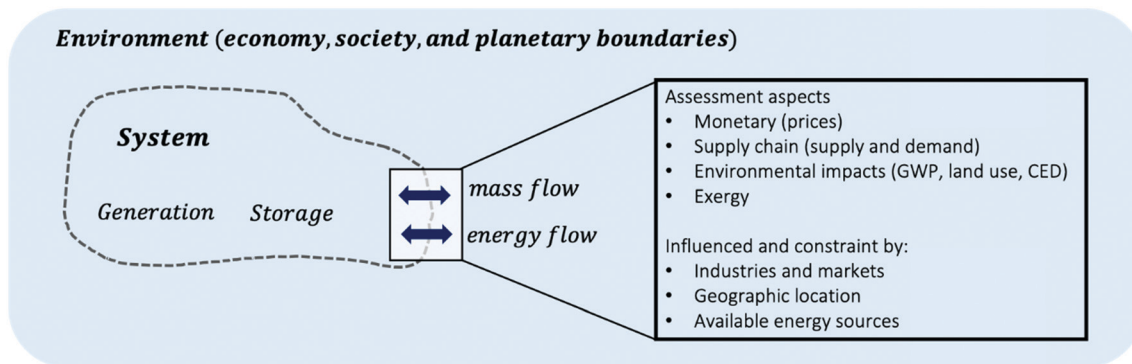 Environment (economy, society, and planetary boundaries)
System
Generation Storage
mass flow
energy flow
Assessment aspects
• Monetary (prices)
• Supply chain (supply and demand)
• Environmental impacts (GWP, land use, CED)
• Exergy
Influenced and constraint by:
• Industries and markets
• Geographic location
• Available energy sources